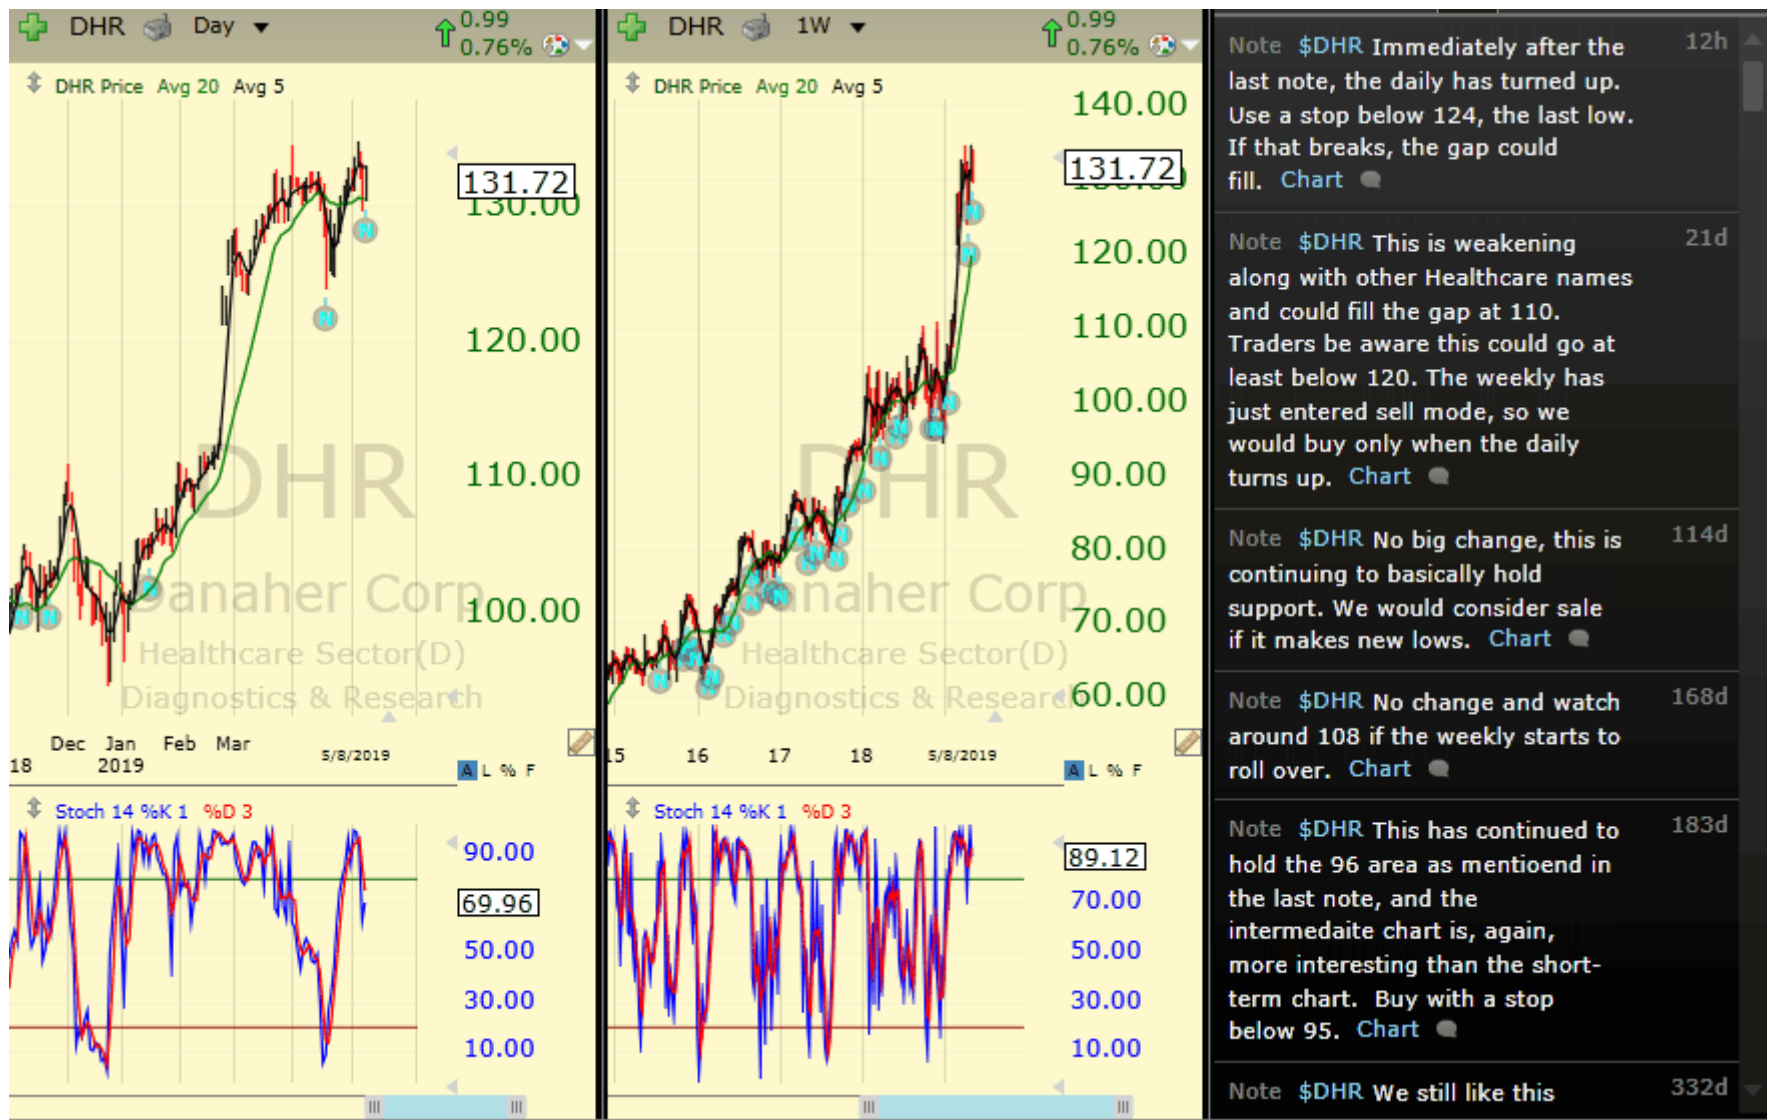 DHR Day 0.99
0.76%
DHR Price Avg 20 Avg 5
131.72
130.00
120.00
110.00
100.00
DHR
Danaher Corp
Healthcare Sector(D)
Diagnostics & Research
Dec Jan Feb Mar 5/8/2019
18 2019
A L % F
Stoch 14 %K 1 %D 3
90.00
69.96
50.00
30.00
10.00
N N N N N
DHR 1W 0.99
0.76%
DHR Price Avg 20 Avg 5
140.00
131.72
130.00
120.00
110.00
100.00
90.00
80.00
70.00
60.00
DHR
Danaher Corp
Healthcare Sector(D)
Diagnostics & Research
15 16 17 18 5/8/2019
A L % F
Stoch 14 %K 1 %D 3
89.12
70.00
50.00
30.00
10.00
Note $DHR Immediately after the 12h
last note, the daily has turned up.
Use a stop below 124, the last low.
If that breaks, the gap could
fill. Chart
Note $DHR This is weakening 21d
along with other Healthcare names
and could fill the gap at 110.
Traders be aware this could go at
least below 120. The weekly has
just entered sell mode, so we
would buy only when the daily
turns up. Chart
Note $DHR No big change, this is 114d
continuing to basically hold
support. We would consider sale
if it makes new lows. Chart
Note $DHR No change and watch 168d
around 108 if the weekly starts to
roll over. Chart
Note $DHR This has continued to 183d
hold the 96 area as mentioend in
the last note, and the
intermedaite chart is, again,
more interesting than the short-
term chart. Buy with a stop
below 95. Chart
Note $DHR We still like this 332d